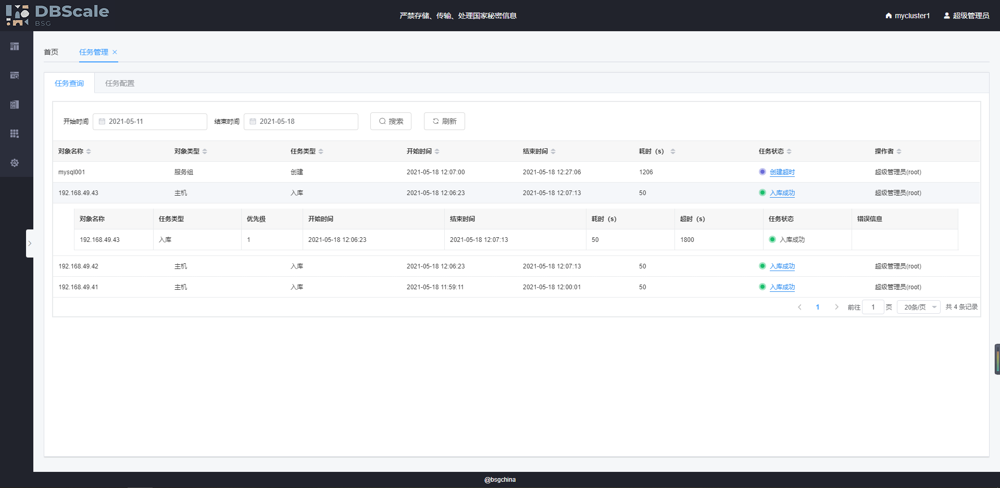 DBScale
BSG
严禁存储、传输、处理国家秘密信息
mycluster1 超级管理员
首页 任务管理
任务查询 任务配置
开始时间 2021-05-11 结束时间 2021-05-18 搜索 刷新
对象名称 对象类型 任务类型 开始时间 结束时间 耗时（s） 任务状态 操作者
mysql001 服务组 创建 2021-05-18 12:07:00 2021-05-18 12:27:06 1206 创建超时 超级管理员(root)
192.168.49.43 主机 入库 2021-05-18 12:06:23 2021-05-18 12:07:13 50 入库成功 超级管理员(root)
对象名称 任务类型 优先级 开始时间 结束时间 耗时（s） 超时（s） 任务状态 错误信息
192.168.49.43 入库 1 2021-05-18 12:06:23 2021-05-18 12:07:13 50 1800 入库成功
192.168.49.42 主机 入库 2021-05-18 12:06:23 2021-05-18 12:07:13 50 入库成功 超级管理员(root)
192.168.49.41 主机 入库 2021-05-18 11:59:11 2021-05-18 12:00:01 50 入库成功 超级管理员(root)
1 前往 1 页 20条/页 共 4 条记录
@bsgchina